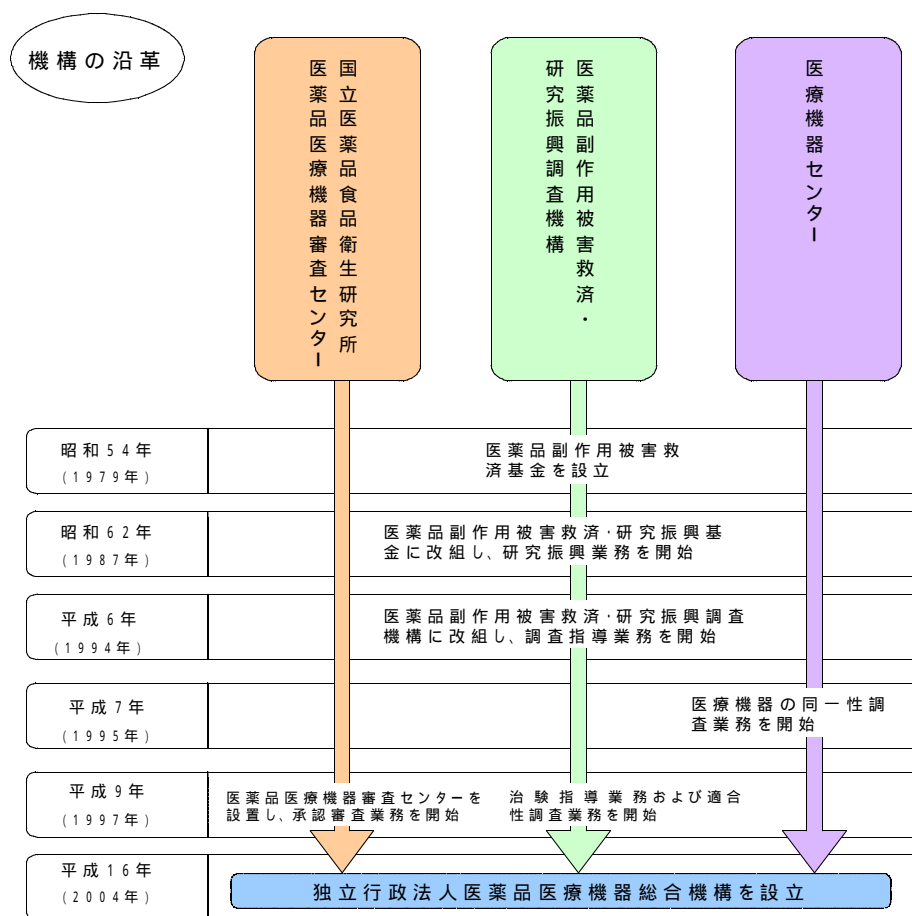 機構の沿革
国立医薬品食品衛生研究所
医薬品医療機器審査センター
医薬品副作用被害救済・
研究振興調査機構
医療機器センター
昭和54年
(1979年)
医薬品副作用被害救
済基金を設立
昭和62年
(1987年)
医薬品副作用被害救済・研究振興基
金に改組し、研究振興業務を開始
平成6年
(1994年)
医薬品副作用被害救済・研究振興調査
機構に改組し、調査指導業務を開始
平成7年
(1995年)
医療機器の同一性調
査業務を開始
平成9年
(1997年)
医薬品医療機器審査センターを
設置し、承認審査業務を開始
治験指導業務および適合
性調査業務を開始
平成16年
(2004年)
独立行政法人医薬品医療機器総合機構を設立